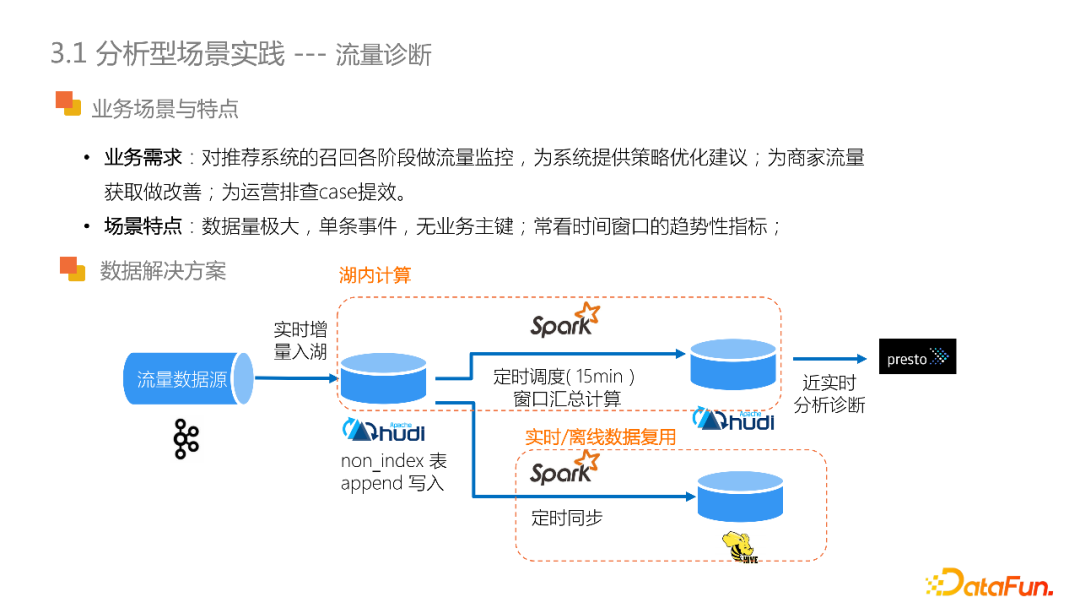 3.1 分析型场景实践 --- 流量诊断
业务场景与特点
• 业务需求：对推荐系统的召回各阶段做流量监控，为系统提供策略优化建议；为商家流量
获取做改善；为运营排查case提效。
• 场景特点：数据量极大，单条事件，无业务主键；常看时间窗口的趋势性指标；
数据解决方案
湖内计算
实时增
量入湖
流量数据源
Spark
定时调度( 15min )
窗口汇总计算
presto
近实时
分析诊断
Apache
hudi
Apache
hudi
non_index 表
append 写入
实时/离线数据复用
Spark
定时同步
HIVE
DataFun.